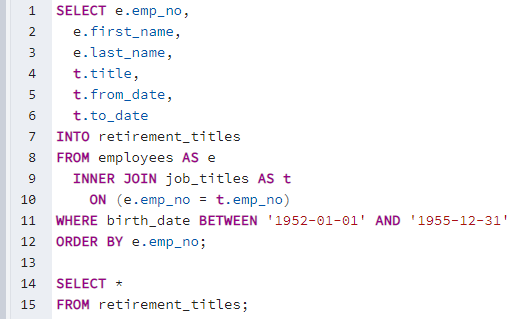 1 SELECT e.emp_no,
2 e.first_name,
3 e.last_name,
4 t.title,
5 t.from_date,
6 t.to_date
7 INTO retirement_titles
8 FROM employees AS e
9 INNER JOIN job_titles AS t
10 ON (e.emp_no = t.emp_no)
11 WHERE birth_date BETWEEN '1952-01-01' AND '1955-12-31'
12 ORDER BY e.emp_no;
13
14 SELECT *
15 FROM retirement_titles;